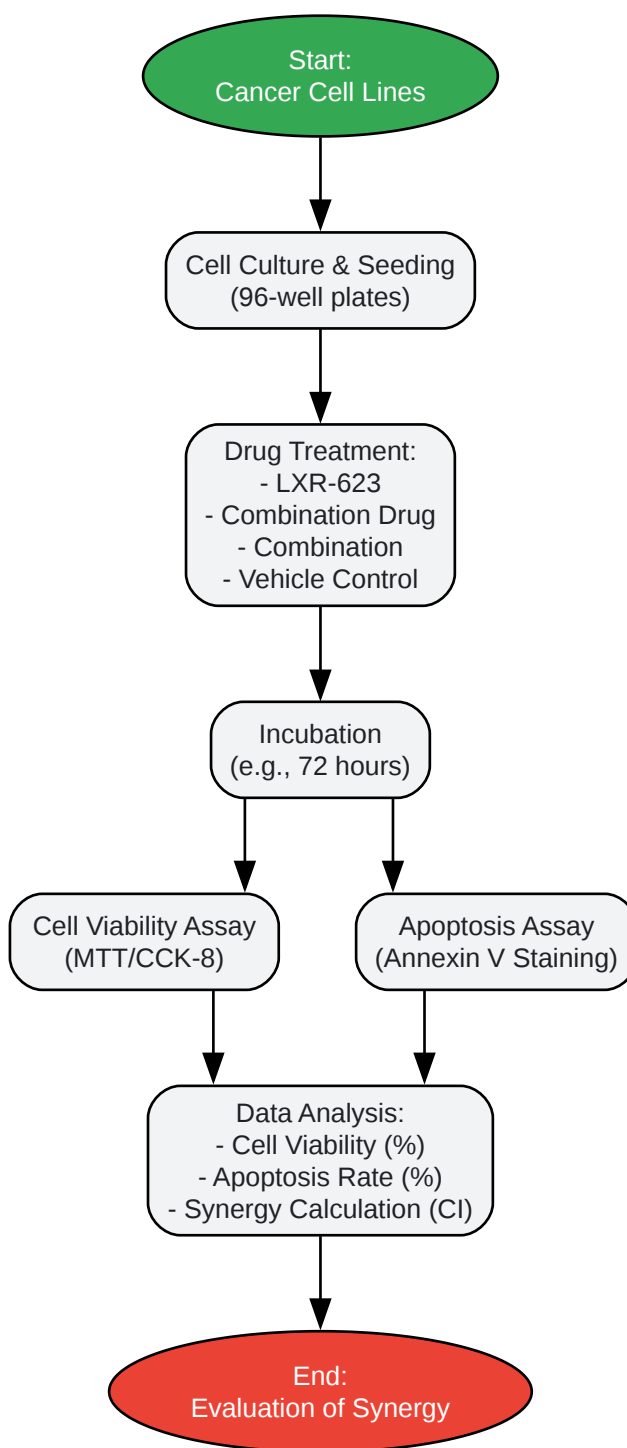 Start:
Cancer Cell Lines
Cell Culture & Seeding
(96-well plates)
Drug Treatment:
- LXR-623
- Combination Drug
- Combination
- Vehicle Control
Incubation
(e.g., 72 hours)
Cell Viability Assay
(MTT/CCK-8)
Apoptosis Assay
(Annexin V Staining)
Data Analysis:
- Cell Viability (%)
- Apoptosis Rate (%)
- Synergy Calculation (CI)
End:
Evaluation of Synergy